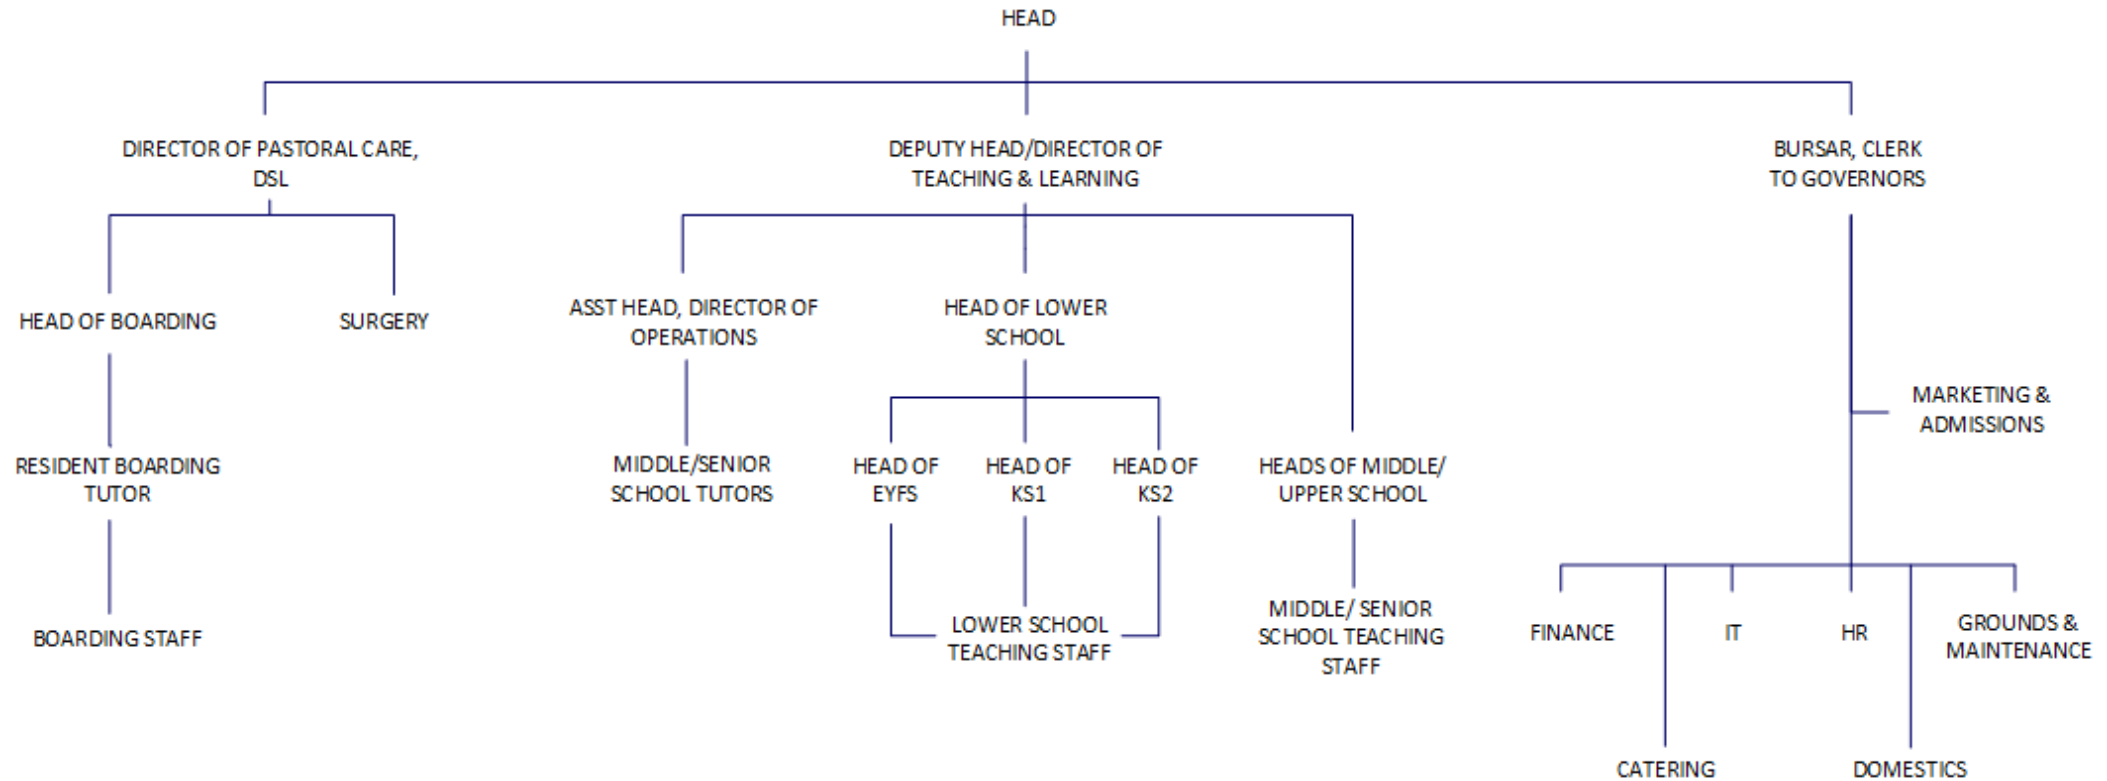 HEAD
DIRECTOR OF PASTORAL CARE,
DSL
DEPUTY HEAD/DIRECTOR OF
TEACHING & LEARNING
BURSAR, CLERK
TO GOVERNORS
HEAD OF BOARDING
SURGERY
ASST HEAD, DIRECTOR OF
OPERATIONS
HEAD OF LOWER
SCHOOL
MARKETING &
ADMISSIONS
RESIDENT BOARDING
TUTOR
MIDDLE/SENIOR
SCHOOL TUTORS
HEAD OF
EYFS
HEAD OF
KS1
HEAD OF
KS2
HEADS OF MIDDLE/
UPPER SCHOOL
BOARDING STAFF
LOWER SCHOOL
TEACHING STAFF
MIDDLE/ SENIOR
SCHOOL TEACHING
STAFF
FINANCE
IT
HR
GROUNDS &
MAINTENANCE
CATERING
DOMESTICS